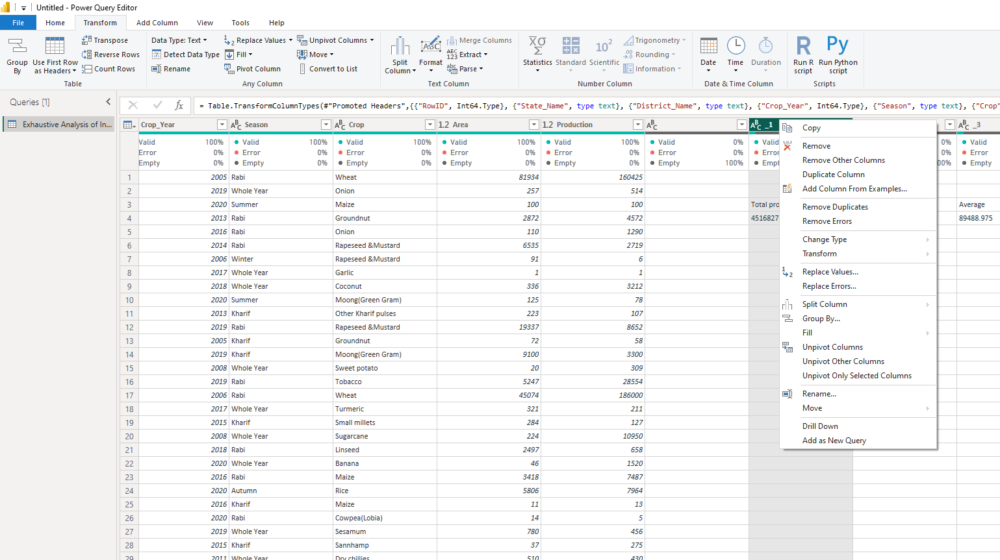 Untitled - Power Query Editor
File Home Transform Add Column View Tools Help
Group By
Use First Row as Headers
Transpose
Reverse Rows
Count Rows
Table
Data Type: Text
Detect Data Type
Rename
Replace Values
Fill
Pivot Column
Unpivot Columns
Move
Convert to List
Any Column
Split Column
Format
Merge Columns
Extract
Parse
Text Column
Statistics
Standard
Scientific
Trigonometry
Rounding
Information
Number Column
Date
Time
Duration
Date & Time Column
Run R script
Run Python script
Scripts
Queries [1]
Exhaustive Analysis of In...
= Table.TransformColumnTypes(#"Promoted Headers",{{"RowID", Int64.Type}, {"State_Name", type text}, {"District_Name", type text}, {"Crop_Year", Int64.Type}, {"Season", type text}, {"Crop"
Crop_Year ABC Season ABC Crop 1.2 Area 1.2 Production ABC ABC _1 ABC _3
Valid 100% Valid 100% Valid 100% Valid 100% Valid 100% Valid 0% Valid 0% Valid
Error 0% Error 0% Error 0% Error 0% Error 0% Error 0% Error 0% Error
Empty 0% Empty 0% Empty 0% Empty 0% Empty 0% Empty 100% Empt 00% Empty
1 2005 Rabi Wheat 81934 160425
2 2019 Whole Year Onion 257 514
3 2020 Summer Maize 100 100 Total pro Average
4 2013 Rabi Groundnut 2872 4572 4516827 89488.975
5 2016 Rabi Onion 110 1290
6 2014 Rabi Rapeseed &Mustard 6535 2719
7 2006 Winter Rapeseed &Mustard 91 6
8 2017 Whole Year Garlic 1 1
9 2018 Whole Year Coconut 336 3212
10 2020 Summer Moong(Green Gram) 125 78
11 2013 Kharif Other Kharif pulses 223 107
12 2019 Rabi Rapeseed &Mustard 19337 8652
13 2005 Kharif Groundnut 72 58
14 2019 Kharif Moong(Green Gram) 9100 3300
15 2008 Whole Year Sweet potato 20 309
16 2019 Rabi Tobacco 5247 28554
17 2006 Rabi Wheat 45074 186000
18 2017 Whole Year Turmeric 321 211
19 2015 Kharif Small millets 284 127
20 2008 Whole Year Sugarcane 224 10950
21 2018 Rabi Linseed 2497 658
22 2020 Whole Year Banana 46 1520
23 2016 Rabi Maize 3418 7487
24 2020 Autumn Rice 5806 7964
25 2016 Kharif Maize 11 13
26 2020 Rabi Cowpea(Lobia) 14 5
27 2019 Whole Year Sesamum 780 456
28 2015 Kharif Sannhamp 37 275
29 2011 Whole Year Dry chillies 510 430
Copy
Remove
Remove Other Columns
Duplicate Column
Add Column From Examples...
Remove Duplicates
Remove Errors
Change Type
Transform
Replace Values...
Replace Errors...
Split Column
Group By...
Fill
Unpivot Columns
Unpivot Other Columns
Unpivot Only Selected Columns
Rename...
Move
Drill Down
Add as New Query